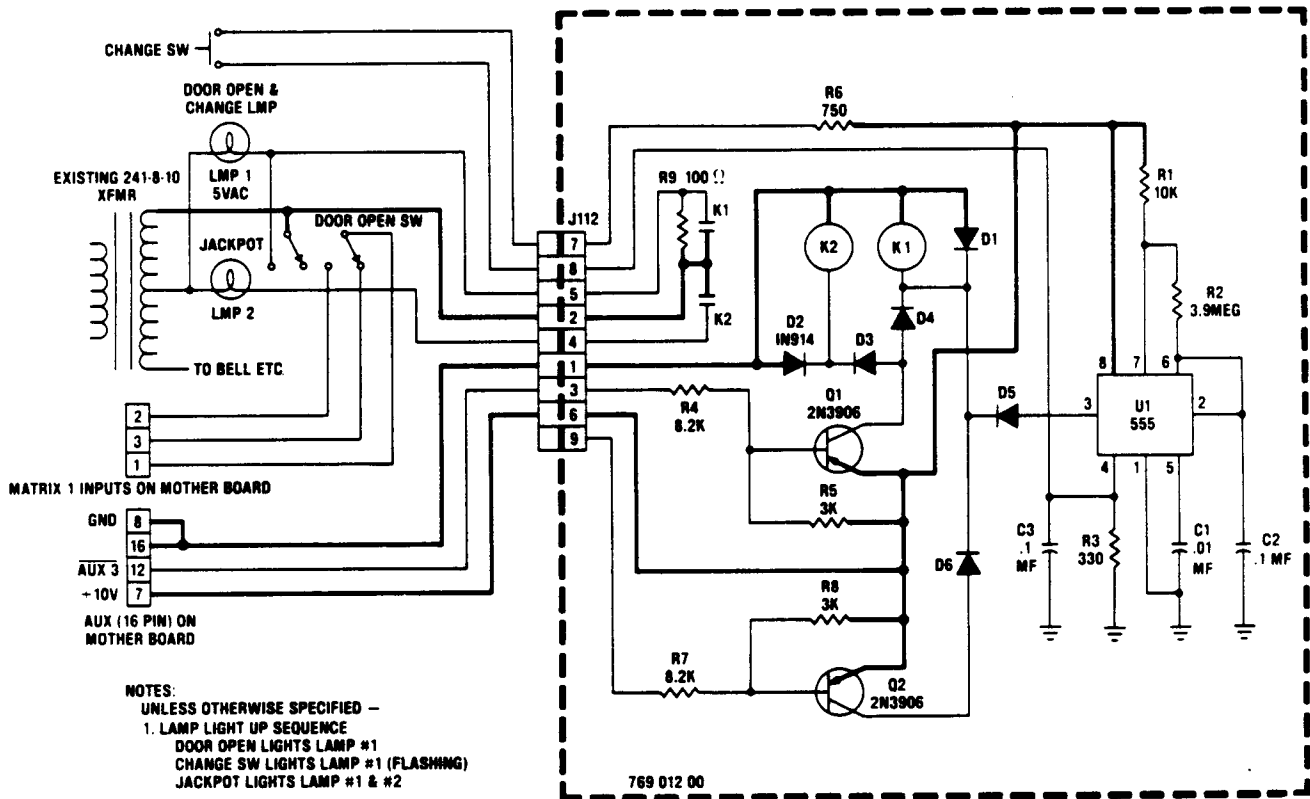 CHANGE SW
DOOR OPEN &
CHANGE LMP
LMP 1
5VAC
EXISTING 241-8-10
XFMR
DOOR OPEN SW
JACKPOT
LMP 2
TO BELL ETC.
2
3
1
MATRIX 1 INPUTS ON MOTHER BOARD
GND
8
16
AUX 3
12
+10V
7
AUX (16 PIN) ON
MOTHER BOARD
NOTES:
UNLESS OTHERWISE SPECIFIED —
1. LAMP LIGHT UP SEQUENCE
DOOR OPEN LIGHTS LAMP #1
CHANGE SW LIGHTS LAMP #1 (FLASHING)
JACKPOT LIGHTS LAMP #1 & #2
J112
7
8
5
2
4
1
3
6
9
R6
750
R9 100 Ω
K1
K2
K2
K1
D1
R1
10K
R2
3.9MEG
D2
IN914
D3
D4
R4
8.2K
Q1
2N3906
D5
8
7
6
3
U1
555
2
4
1
5
R5
3K
C3
.1
MF
R3
330
C1
.01
MF
C2
.1 MF
D6
R8
3K
R7
8.2K
Q2
2N3906
769 012 00